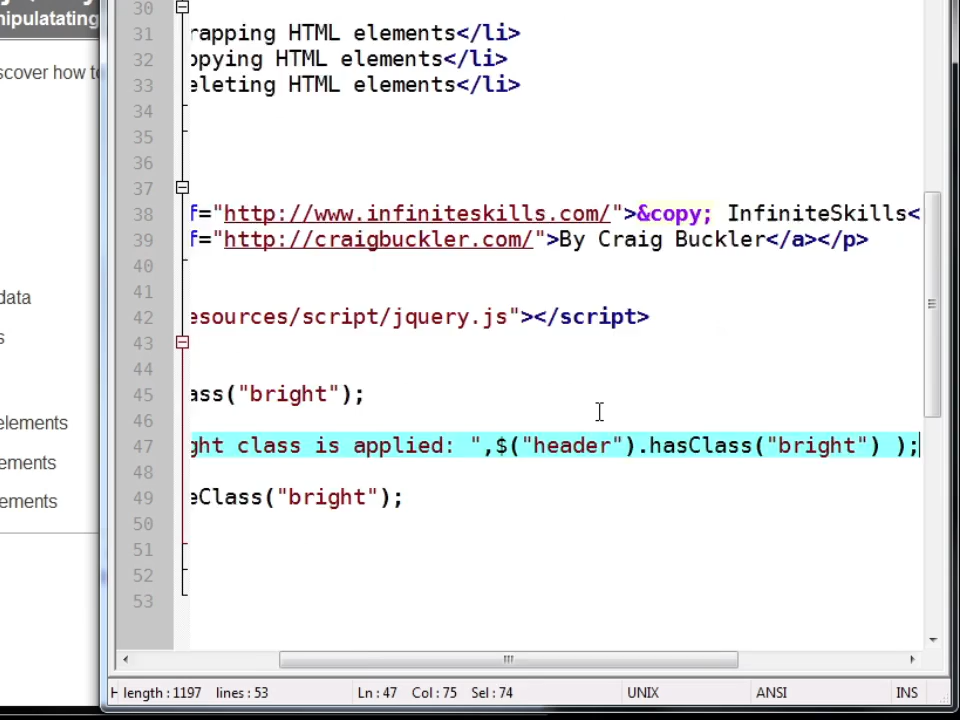 nipulatating
scover how to
data
s
elements
ements
ements
30
31 rapping HTML elements</li>
32 opying HTML elements</li>
33 eleting HTML elements</li>
34
35
36
37
38 f="http://www.infiniteskills.com/">&copy; InfiniteSkills<
39 f="http://craigbuckler.com/">By Craig Buckler</a></p>
40
41
42 esources/script/jquery.js"></script>
43
44
45 ass("bright");
46
47 ght class is applied: ",$("header").hasClass("bright") );
48
49 eClass("bright");
50
51
52
53
H length : 1197 lines : 53 Ln : 47 Col : 75 Sel : 74 UNIX ANSI INS